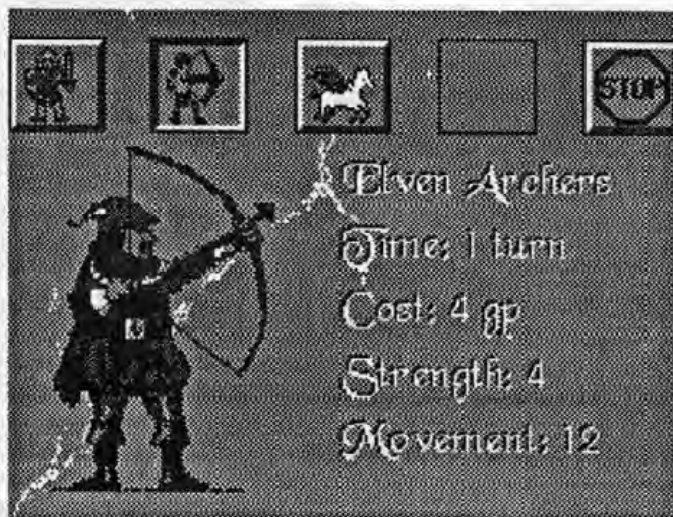 STOP
Elven Archers
Time: 1 turn
Cost: 4 gp
Strength: 4
Movement: 12